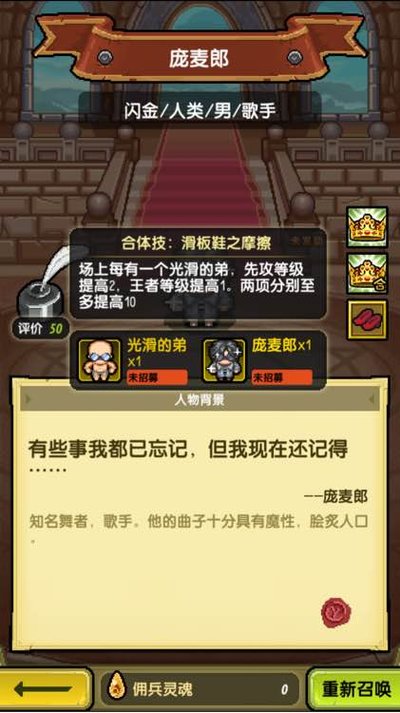 庞麦郎
闪金/人类/男/歌手
合体技：滑板鞋之摩擦
场上每有一个光滑的弟，先攻等级
提高2，王者等级提高1。两项分别至
多提高10
评价 50
光滑的弟
x1
未招募
庞麦郎x1
未招募
人物背景
有些事我都已忘记，但我现在还记得
……
--庞麦郎
知名舞者，歌手。他的曲子十分具有魔性，脍炙人口
。
佣兵灵魂
0
重新召唤